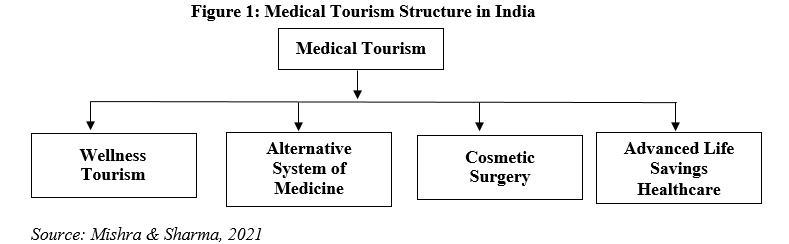 Figure 1: Medical Tourism Structure in India
Medical Tourism
Wellness
Tourism
Alternative
System of
Medicine
Cosmetic
Surgery
Advanced Life
Savings
Healthcare
Source: Mishra & Sharma, 2021